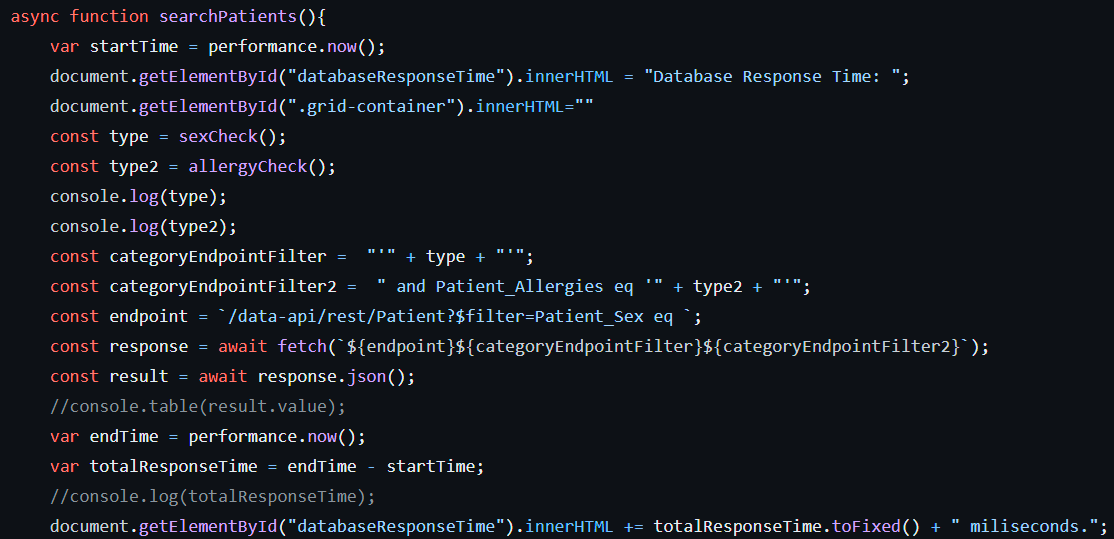 async function searchPatients(){
    var startTime = performance.now();
    document.getElementById("databaseResponseTime").innerHTML = "Database Response Time: ";
    document.getElementById(".grid-container").innerHTML=""
    const type = sexCheck();
    const type2 = allergyCheck();
    console.log(type);
    console.log(type2);
    const categoryEndpointFilter =  "'" + type + "'";
    const categoryEndpointFilter2 =  " and Patient_Allergies eq '" + type2 + "'";
    const endpoint = `/data-api/rest/Patient?$filter=Patient_Sex eq `;
    const response = await fetch(`${endpoint}${categoryEndpointFilter}${categoryEndpointFilter2}`);
    const result = await response.json();
    //console.table(result.value);
    var endTime = performance.now();
    var totalResponseTime = endTime - startTime;
    //console.log(totalResponseTime);
    document.getElementById("databaseResponseTime").innerHTML += totalResponseTime.toFixed() + " miliseconds.";